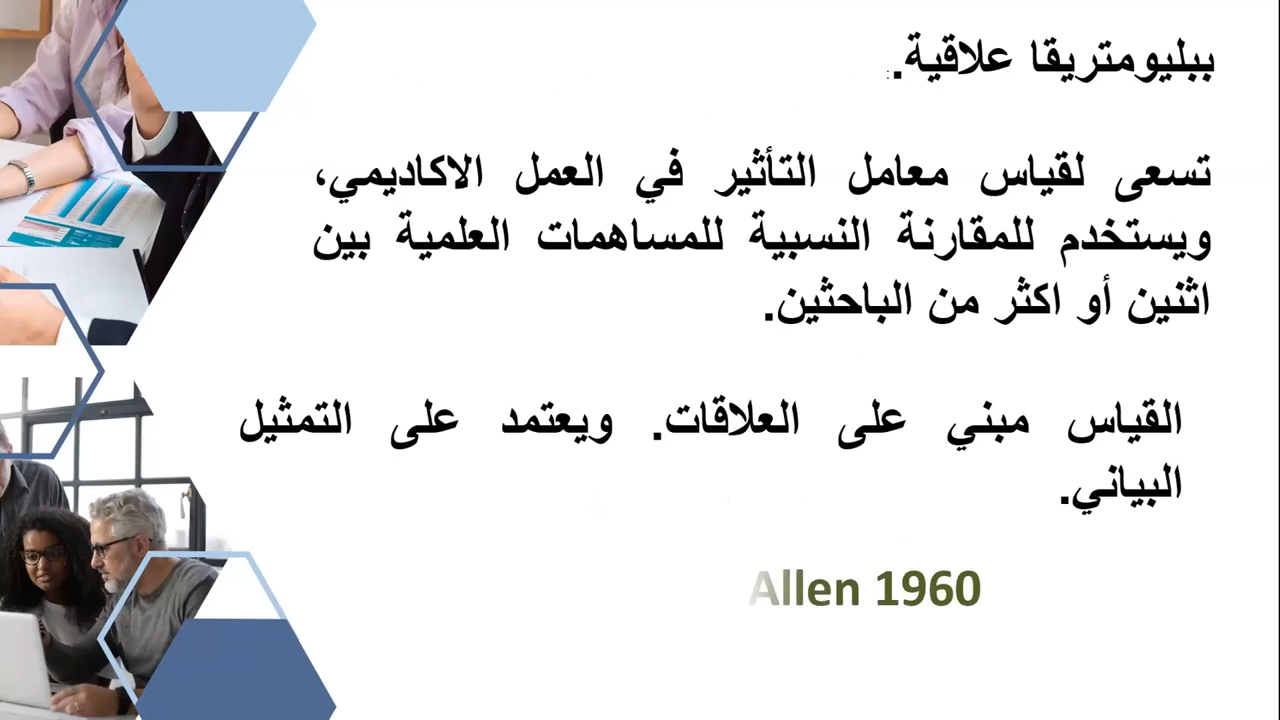 ببليومتريقا علاقية.:
تسعى لقياس معامل التأثير في العمل الاكاديمي،
ويستخدم للمقارنة النسبية للمساهمات العلمية بين
اثنين أو اكثر من الباحثين.
القياس مبني على العلاقات. ويعتمد على التمثيل
البياني.
Allen 1960